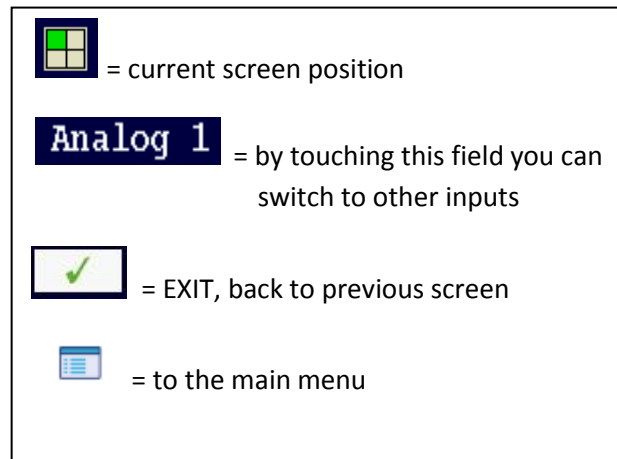 = current screen position
Analog 1 = by touching this field you can
switch to other inputs
= EXIT, back to previous screen
= to the main menu